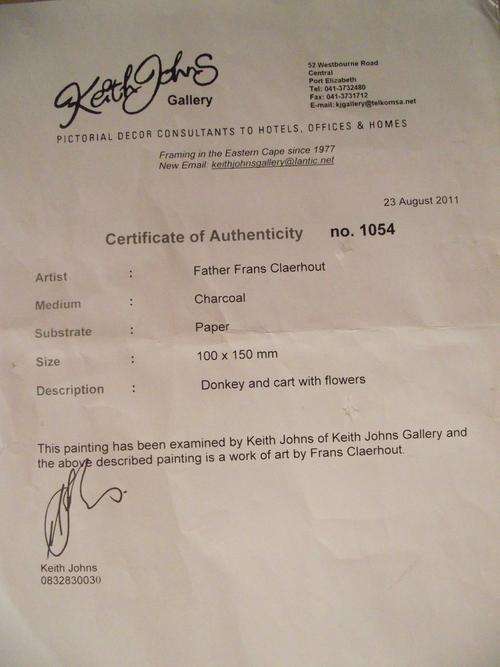 Keith Johns
Gallery
52 Westbourne Road
Central
Port Elizabeth
Tel: 041-3732480
Fax: 041-3731712
E-mail: kjgallery@telkomsa.net
PICTORIAL DECOR CONSULTANTS TO HOTELS, OFFICES & HOMES
Framing in the Eastern Cape since 1977
New Email: keithjohnsgallery@lantic.net
23 August 2011
Certificate of Authenticity no. 1054
Artist : Father Frans Claerhout
Medium : Charcoal
Substrate : Paper
Size : 100 x 150 mm
Description : Donkey and cart with flowers
This painting has been examined by Keith Johns of Keith Johns Gallery and
the above described painting is a work of art by Frans Claerhout.
Keith Johns
0832830030